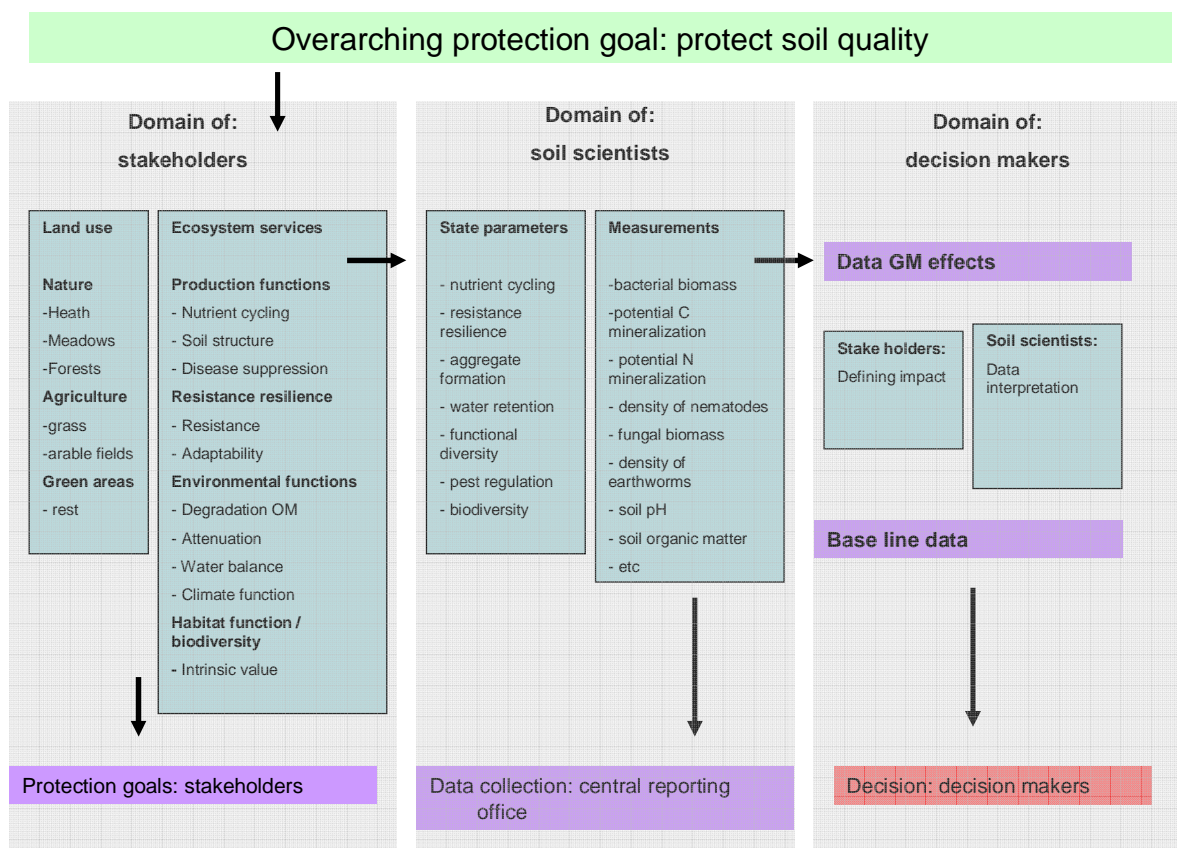 Overarching protection goal: protect soil quality
Domain of:
stakeholders
Land use
Nature
-Heath
-Meadows
-Forests
Agriculture
-grass
-arable fields
Green areas
- rest
Ecosystem services
Production functions
- Nutrient cycling
- Soil structure
- Disease suppression
Resistance resilience
- Resistance
- Adaptability
Environmental functions
- Degradation OM
- Attenuation
- Water balance
- Climate function
Habitat function /
biodiversity
- Intrinsic value
Protection goals: stakeholders
Domain of:
soil scientists
State parameters
- nutrient cycling
- resistance
resilience
- aggregate
formation
- water retention
- functional
diversity
- pest regulation
- biodiversity
Measurements
-bacterial biomass
-potential C
mineralization
- potential N
mineralization
- density of nematodes
- fungal biomass
- density of
earthworms
- soil pH
- soil organic matter
- etc
Data collection: central reporting
office
Domain of:
decision makers
Data GM effects
Stake holders:
Defining impact
Soil scientists:
Data
interpretation
Base line data
Decision: decision makers